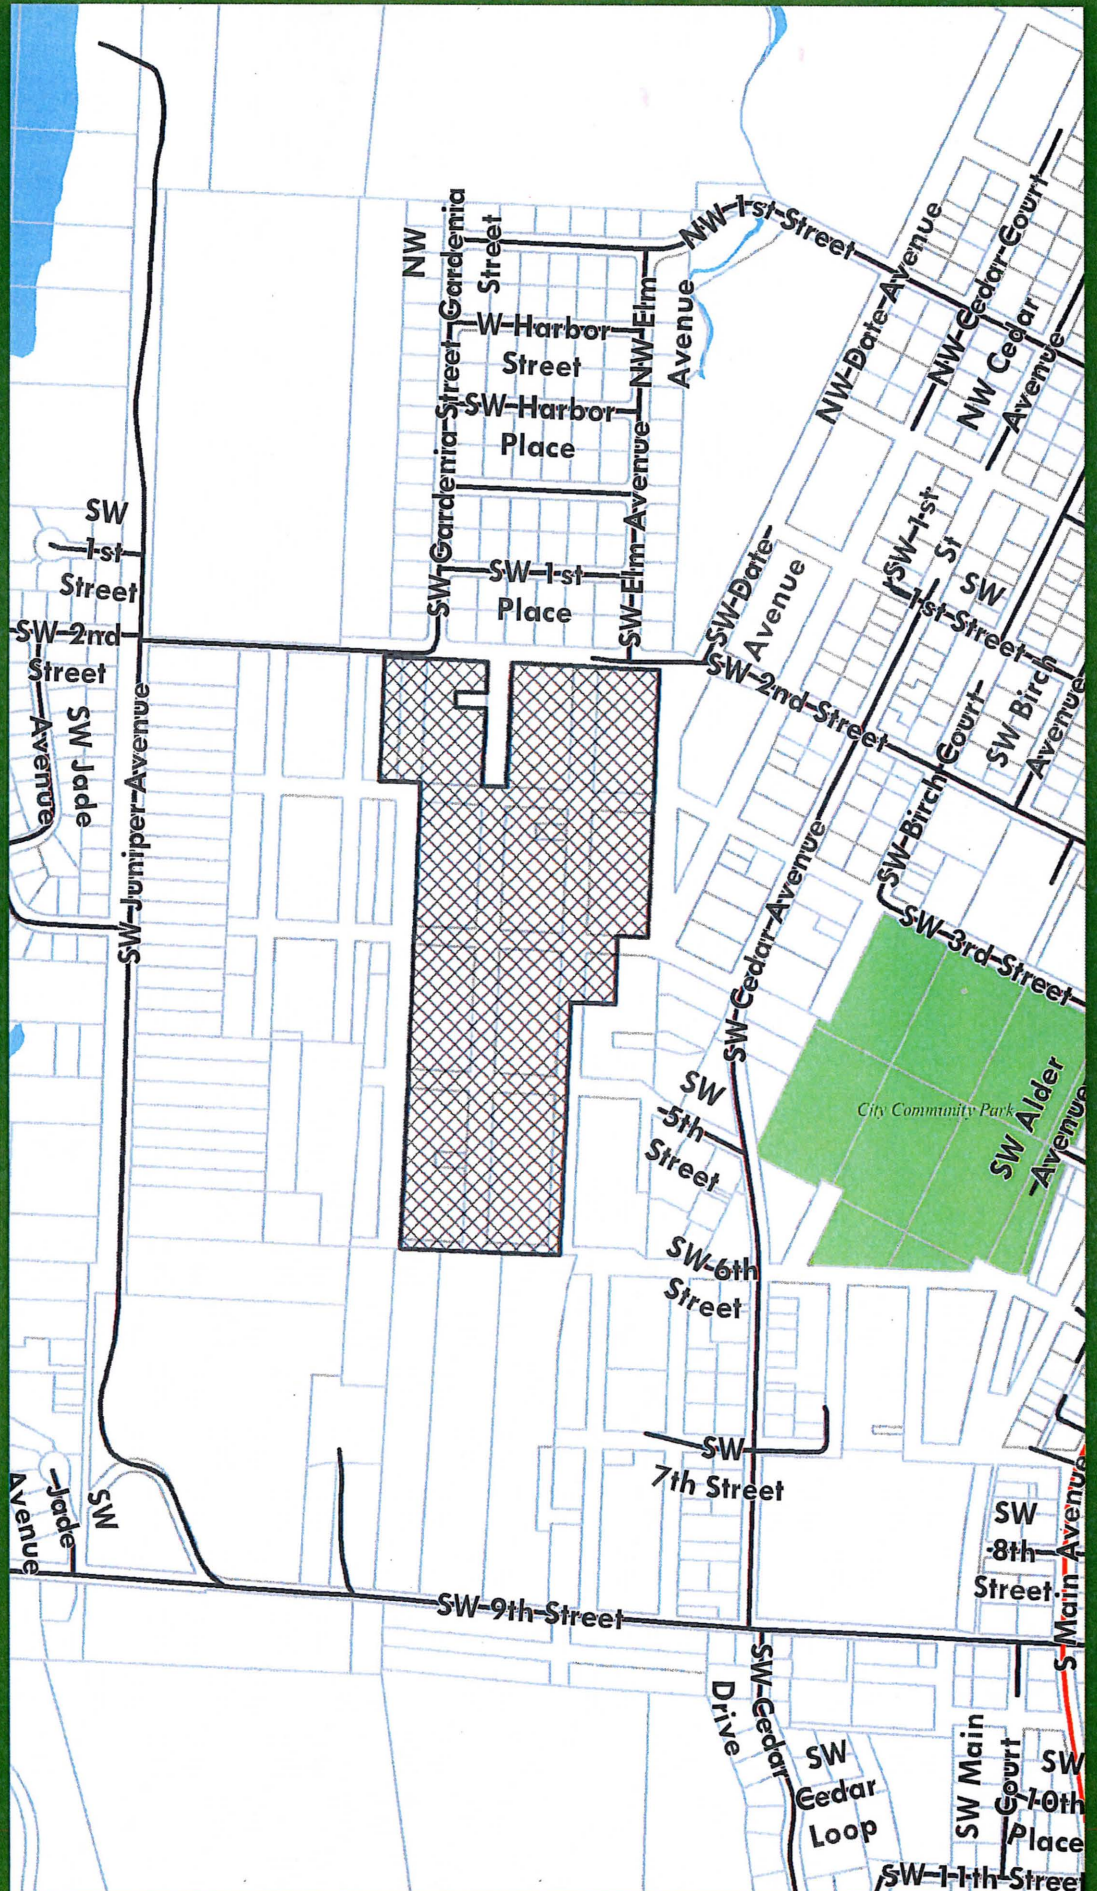 NW 1st Street
NW Gardenia
Street
NW Elm
Avenue
W Harbor
Street
SW Harbor
Place
SW Gardenia Street
SW Elm Avenue
SW 1st
Place
NW Date Avenue
NW Cedar Court
NW Cedar
Avenue
SW
1st
Street
SW 2nd
Street
SW Jade
Avenue
SW Juniper Avenue
SW Date
Avenue
SW 2nd Street
SW 1st
St
SW
1st Street
SW Birch Court
SW Birch
Avenue
SW 3rd Street
SW Cedar Avenue
City Community Park
SW Alder
Avenue
SW
5th
Street
SW 6th
Street
SW
7th Street
SW
8th
Street
S Main Avenue
SW
Jade
Avenue
SW 9th Street
SW Cedar
Drive
SW
Cedar
Loop
SW Main
Court
SW
10th
Place
SW 11th Street